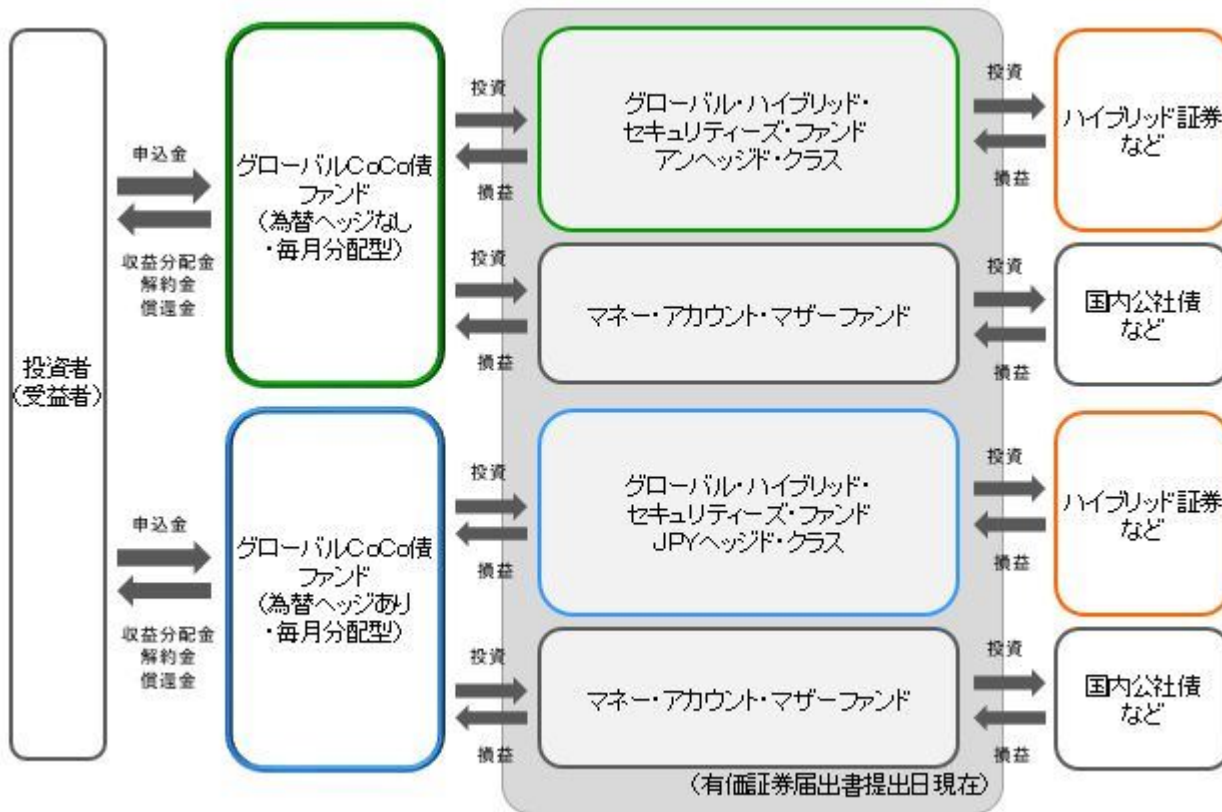 投資者
(受益者)
申込金
収益分配金
解約金
償還金
グローバルCoCo債
ファンド
(為替ヘッジなし
・毎月分配型)
投資
損益
グローバル・ハイブリッド・
セキュリティーズ・ファンド
アンヘッジド・クラス
投資
損益
ハイブリッド証券
など
投資
損益
マネー・アカウント・マザーファンド
投資
損益
国内公社債
など
申込金
収益分配金
解約金
償還金
グローバルCoCo債
ファンド
(為替ヘッジあり
・毎月分配型)
投資
損益
グローバル・ハイブリッド・
セキュリティーズ・ファンド
JPYヘッジド・クラス
投資
損益
ハイブリッド証券
など
投資
損益
マネー・アカウント・マザーファンド
投資
損益
国内公社債
など
(有価証券届出書提出日現在)